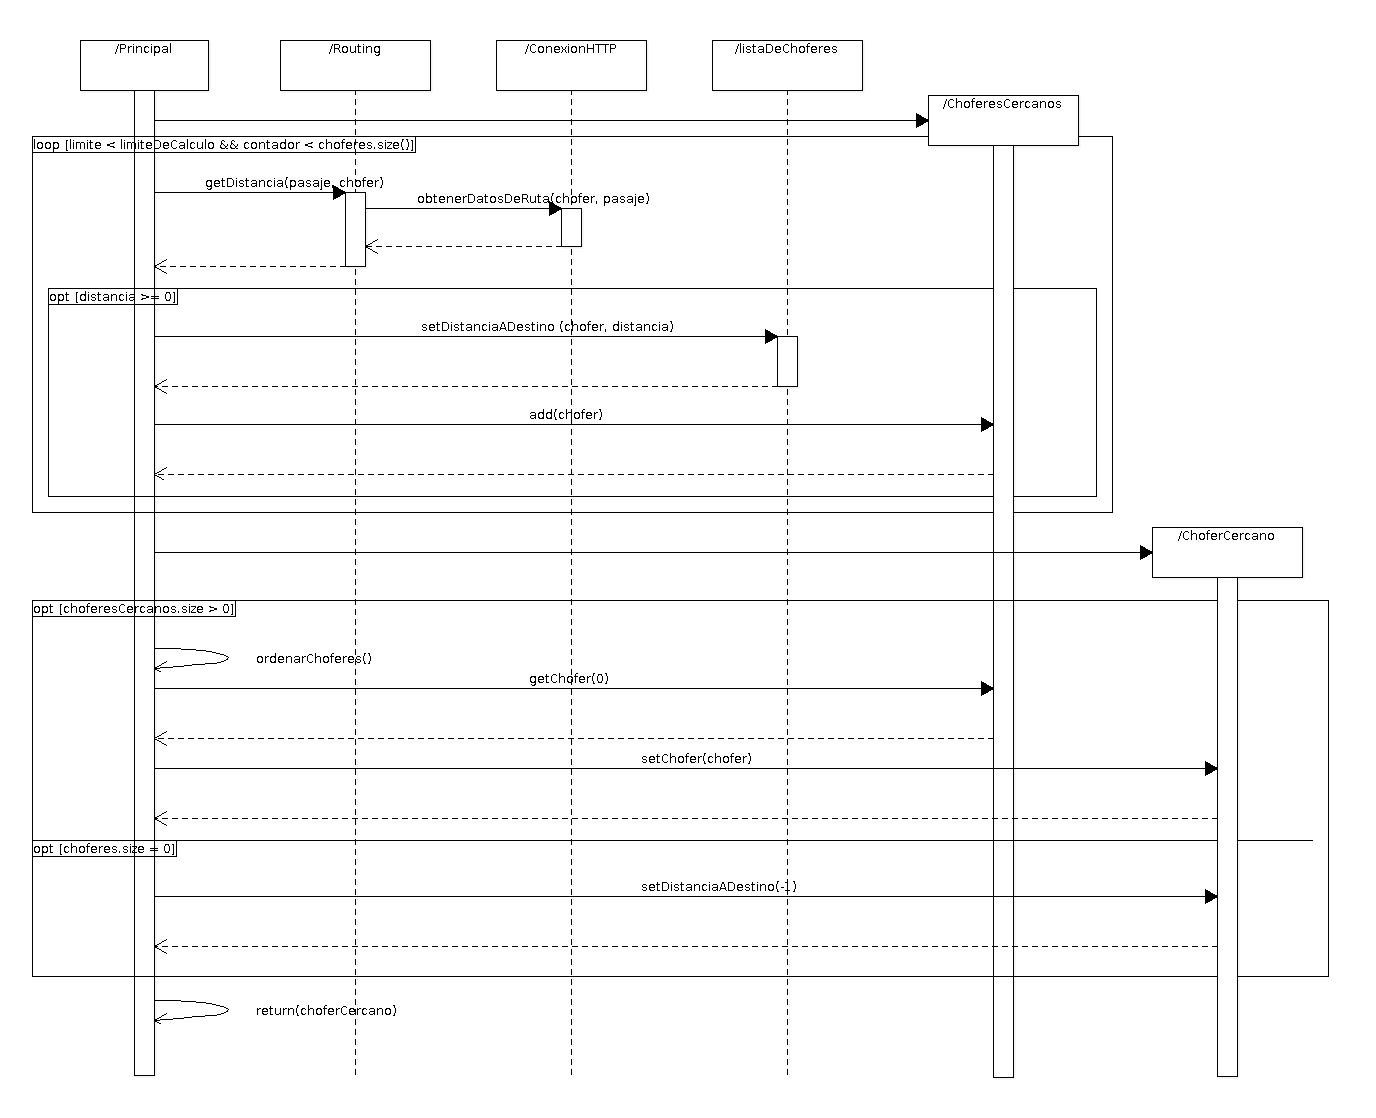 /Principal
/Routing
/ConexionHTTP
/listaDeChoferes
/ChoferesCercanos
loop [limite < limiteDeCalculo && contador < choferes.size()]
getDistancia(pasaje, chofer)
obtenerDatosDeRuta(chofer, pasaje)
opt [distancia >= 0]
setDistanciaADestino (chofer, distancia)
add(chofer)
/ChoferCercano
opt [choferesCercanos.size > 0]
ordenarChoferes()
getChofer(0)
setChofer(chofer)
opt [choferes.size = 0]
setDistanciaADestino(-1)
return(choferCercano)